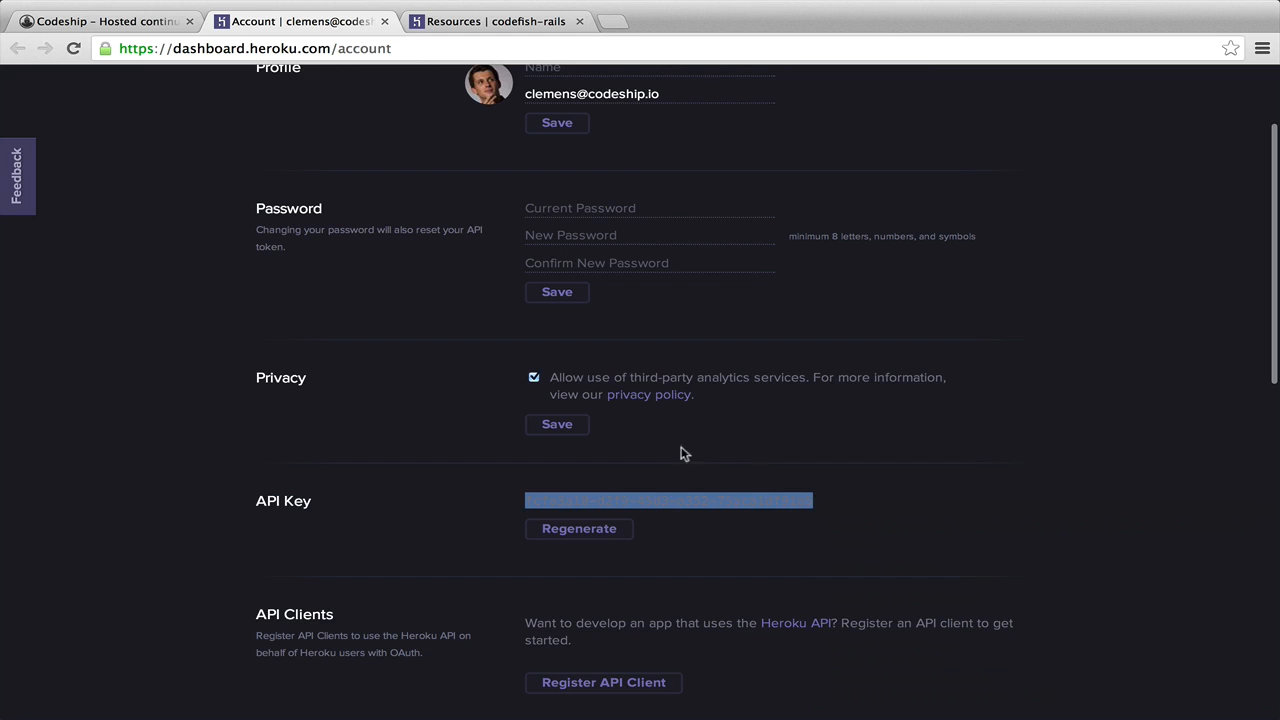 Codeship – Hosted continu
Account | clemens@codesh
Resources | codefish-rails
https://dashboard.heroku.com/account
Profile
Name
clemens@codeship.io
Save
Feedback
Password
Changing your password will also reset your API
token.
Current Password
New Password
minimum 8 letters, numbers, and symbols
Confirm New Password
Save
Privacy
Allow use of third-party analytics services. For more information,
view our privacy policy.
Save
API Key
Regenerate
API Clients
Register API Clients to use the Heroku API on
behalf of Heroku users with OAuth.
Want to develop an app that uses the Heroku API? Register an API client to get
started.
Register API Client